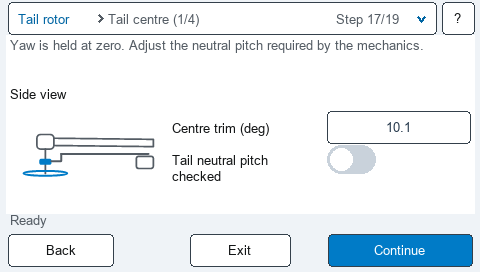 Tail rotor > Tail centre (1/4) Step 17/19 ?
Yaw is held at zero. Adjust the neutral pitch required by the mechanics.
Side view
Centre trim (deg) 10.1
Tail neutral pitch
checked
Ready
Back Exit Continue